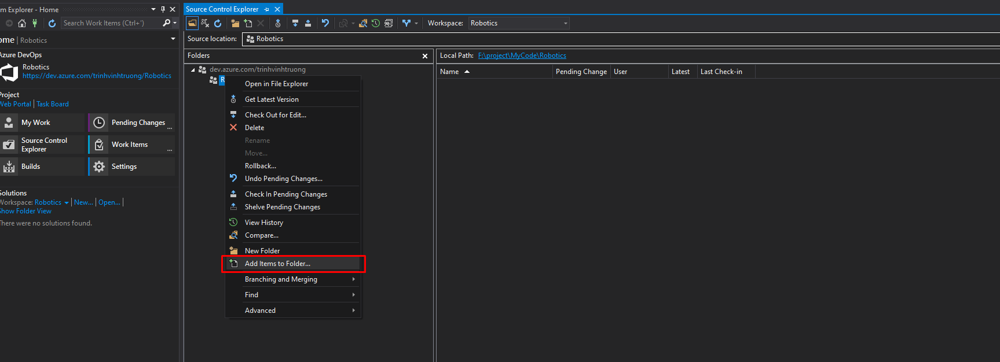 m Explorer - Home
Search Work Items (Ctrl+')
ome | Robotics
Azure DevOps
Robotics
https://dev.azure.com/trinhvinhtruong/Robotics
Project
Web Portal | Task Board
My Work
Pending Changes
...
Source Control
Explorer
Work Items
...
Builds
Settings
Solutions
Workspace: Robotics | New... | Open... |
Show Folder View
There were no solutions found.
Source Control Explorer
Workspace: Robotics
Source location: Robotics
Folders
dev.azure.com/trinhvinhtruong
R
Open in File Explorer
Get Latest Version
Check Out for Edit...
Delete
Rename
Move...
Rollback...
Undo Pending Changes...
Check In Pending Changes
Shelve Pending Changes
View History
Compare...
New Folder
Add Items to Folder...
Branching and Merging
Find
Advanced
Local Path: F:\project\MyCode\Robotics
Name Pending Change User Latest Last Check-in